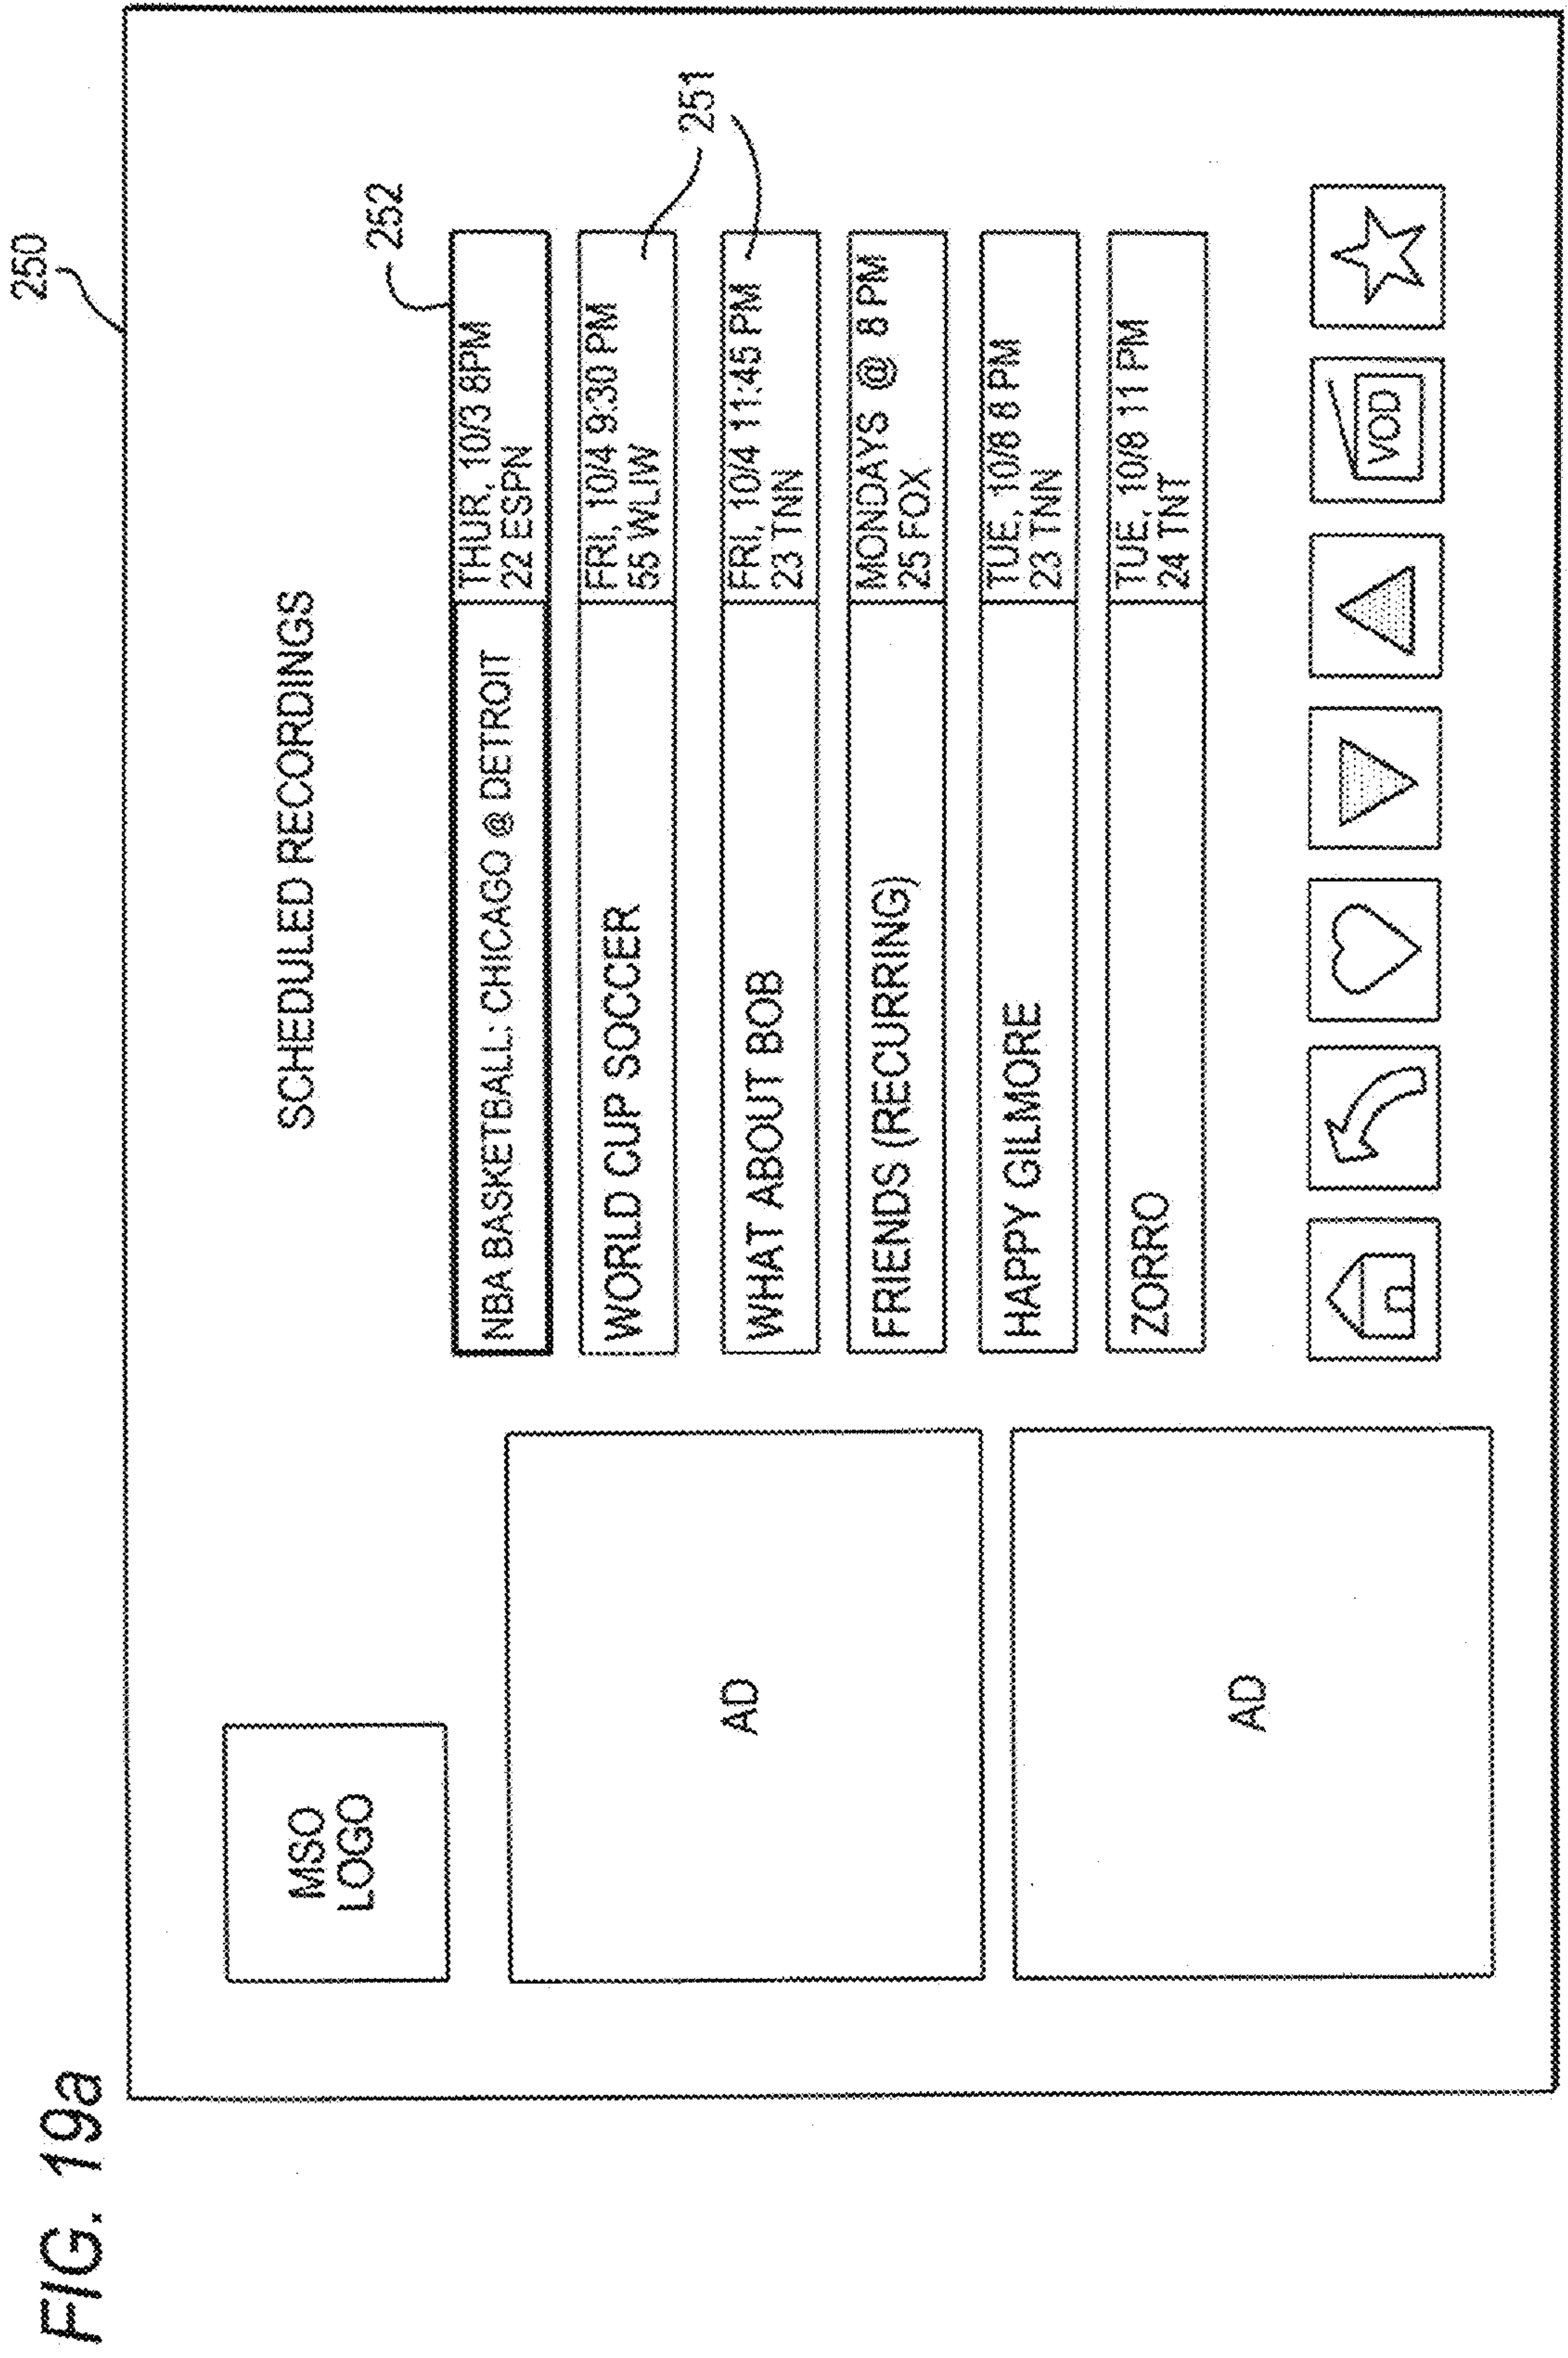 FIG. 19a
250
MSO
LOGO
SCHEDULED RECORDINGS
252
NBA BASKETBALL: CHICAGO @ DETROIT
THUR, 10/3 8PM
22 ESPN
WORLD CUP SOCCER
FRI, 10/4 9:30 PM
55 WLIW
251
WHAT ABOUT BOB
FRI, 10/4 11:45 PM
23 TNN
FRIENDS (RECURRING)
MONDAYS @ 8 PM
25 FOX
HAPPY GILMORE
TUE, 10/8 8 PM
23 TNN
ZORRO
TUE, 10/8 11 PM
24 TNT
AD
AD
VOD